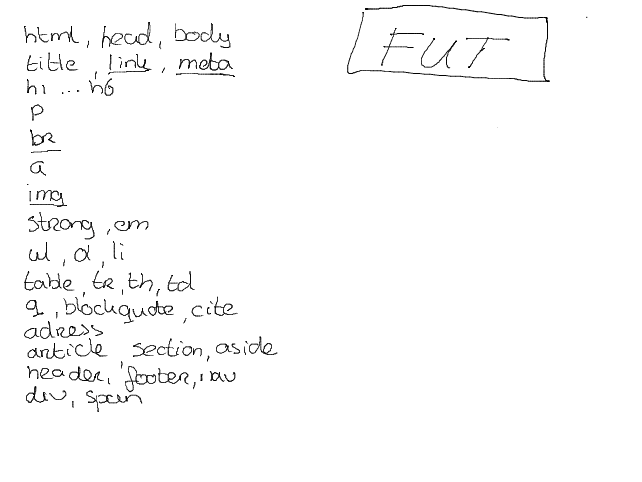 html, head, body
title, link, meta
h1 ... h6
p
br
a
img
strong, em
ul, ol, li
table, tr, th, td
q, blockquote, cite
adress
article, section, aside
header, footer, nav
div, span
FUT